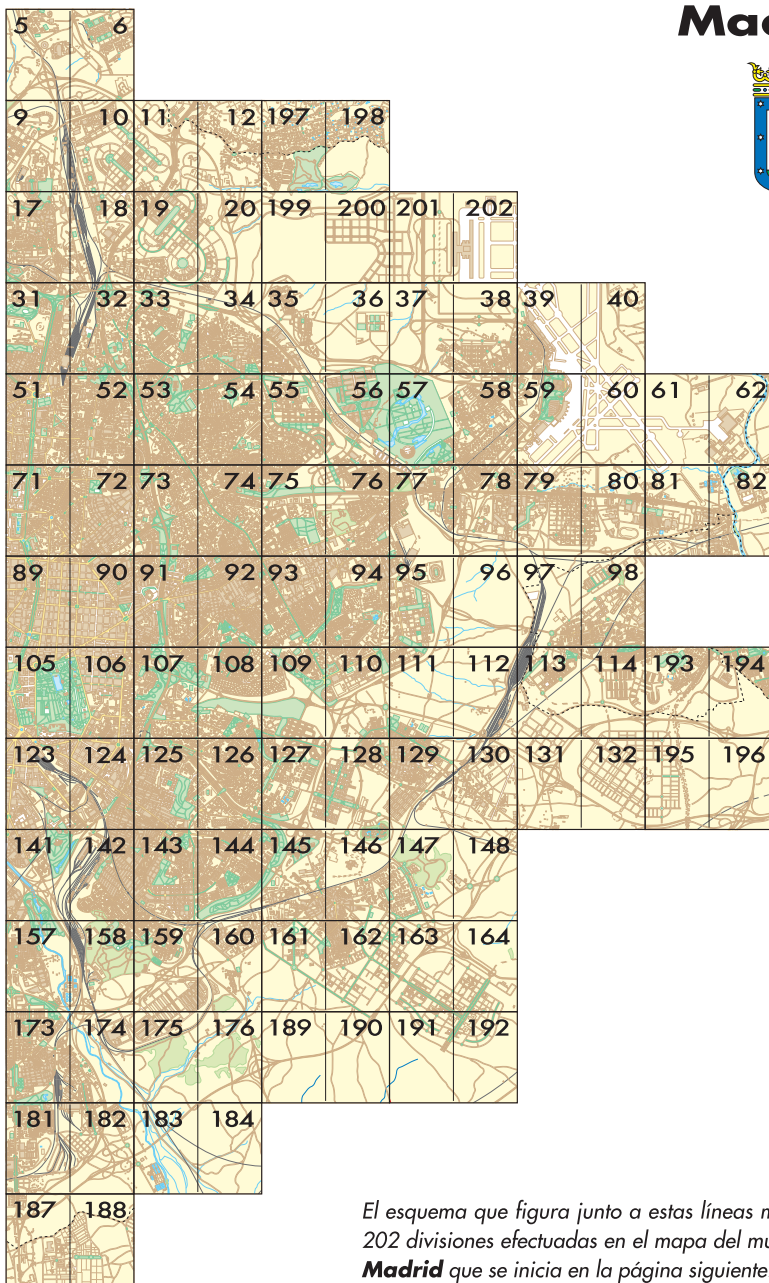 Mad
5 6
9 10 11 12 197 198
17 18 19 20 199 200 201 202
31 32 33 34 35 36 37 38 39 40
51 52 53 54 55 56 57 58 59 60 61 62
71 72 73 74 75 76 77 78 79 80 81 82
89 90 91 92 93 94 95 96 97 98
105 106 107 108 109 110 111 112 113 114 193 194
123 124 125 126 127 128 129 130 131 132 195 196
141 142 143 144 145 146 147 148
157 158 159 160 161 162 163 164
173 174 175 176 189 190 191 192
181 182 183 184
187 188
El esquema que figura junto a estas líneas
202 divisiones efectuadas en el mapa del
Madrid que se inicia en la página siguiente